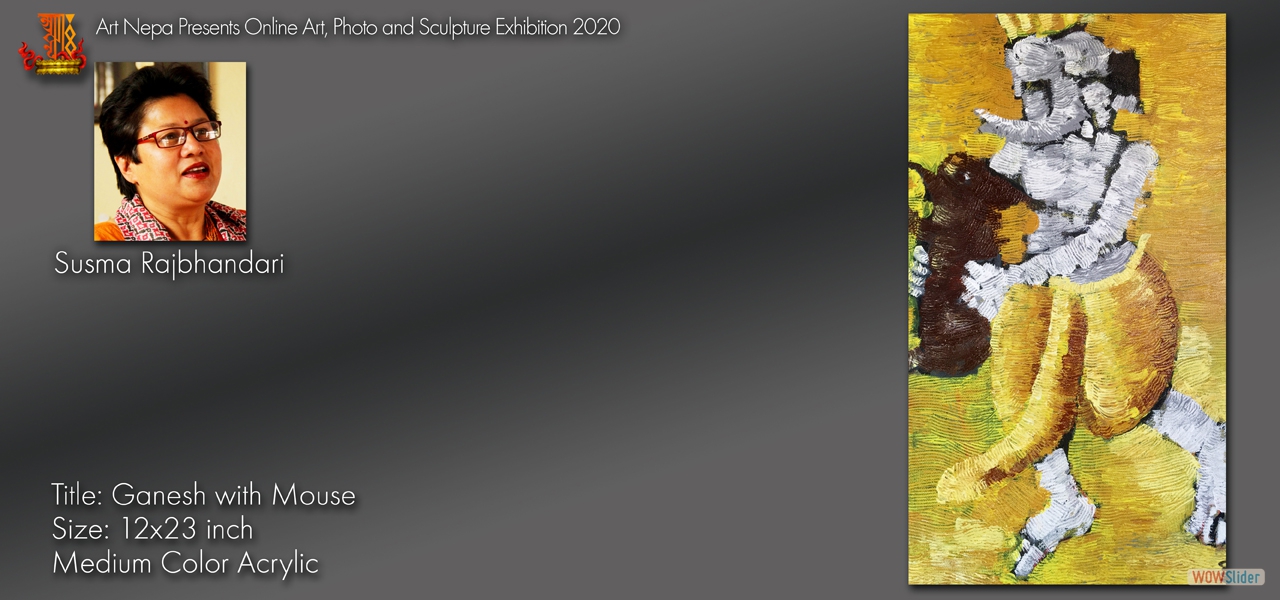 Art Nepa Presents Online Art, Photo and Sculpture Exhibition 2020
Susma Rajbhandari
Title: Ganesh with Mouse
Size: 12x23 inch
Medium Color Acrylic
WOWSlider